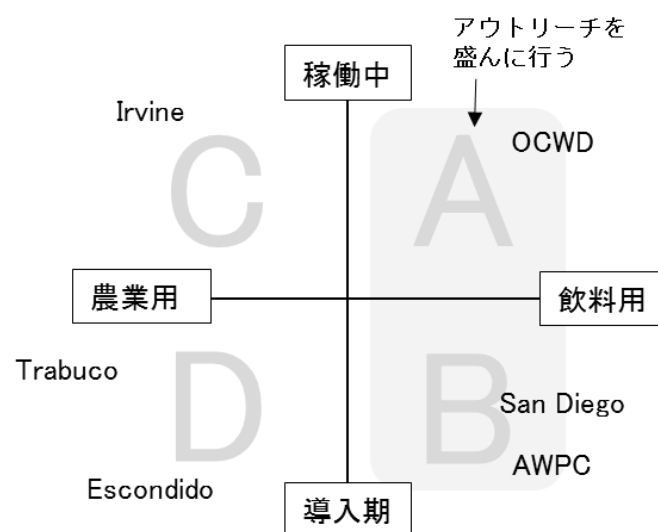 アウトリーチを
盛んに行う
稼働中
Irvine
C
A
OCWD
農業用
飲料用
Trabuco
D
B
San Diego
AWPC
Escondido
導入期